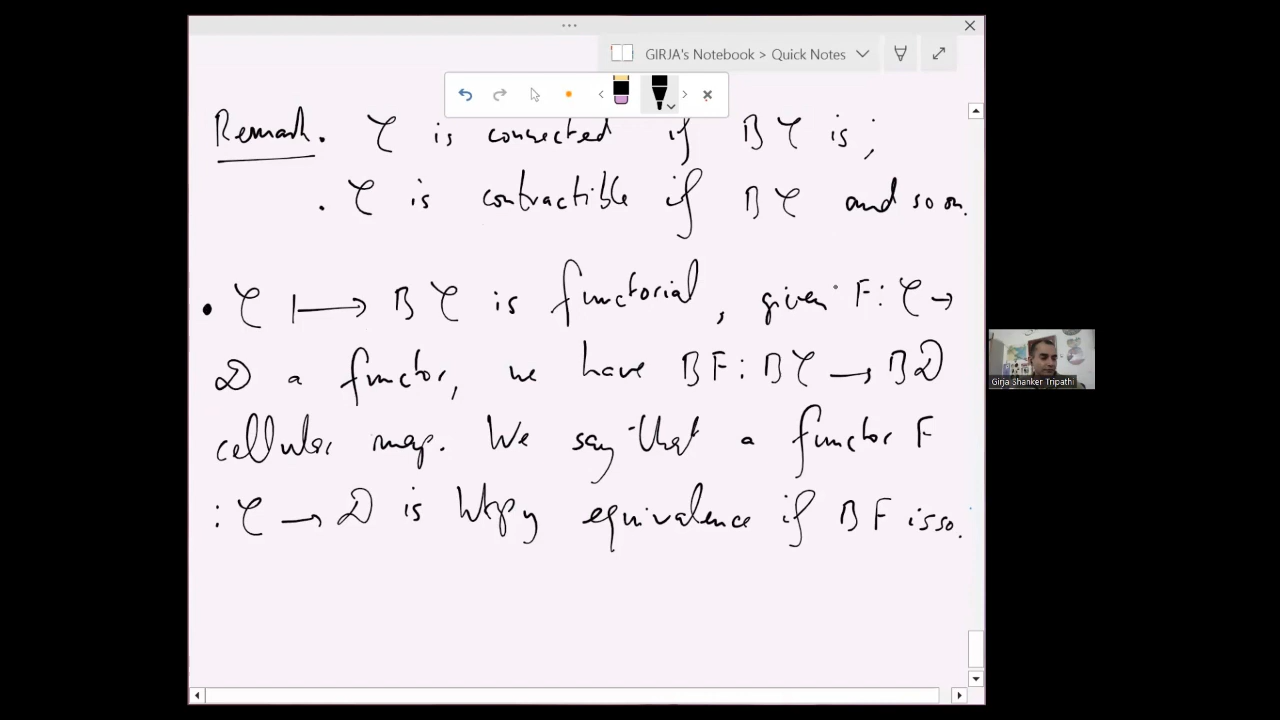 GIRJA's Notebook > Quick Notes
Remark. 𝒞 is connected if B𝒞 is;
. 𝒞 is contractible if B𝒞 and so on.
• 𝒞 ⟼ B𝒞 is functorial, given F: 𝒞 →
𝒟 a functor, we have BF: B𝒞 → B𝒟
cellular map. We say that a functor F
: 𝒞 → 𝒟 is htpy equivalence if BF is so.
Girja Shanker Tripathi